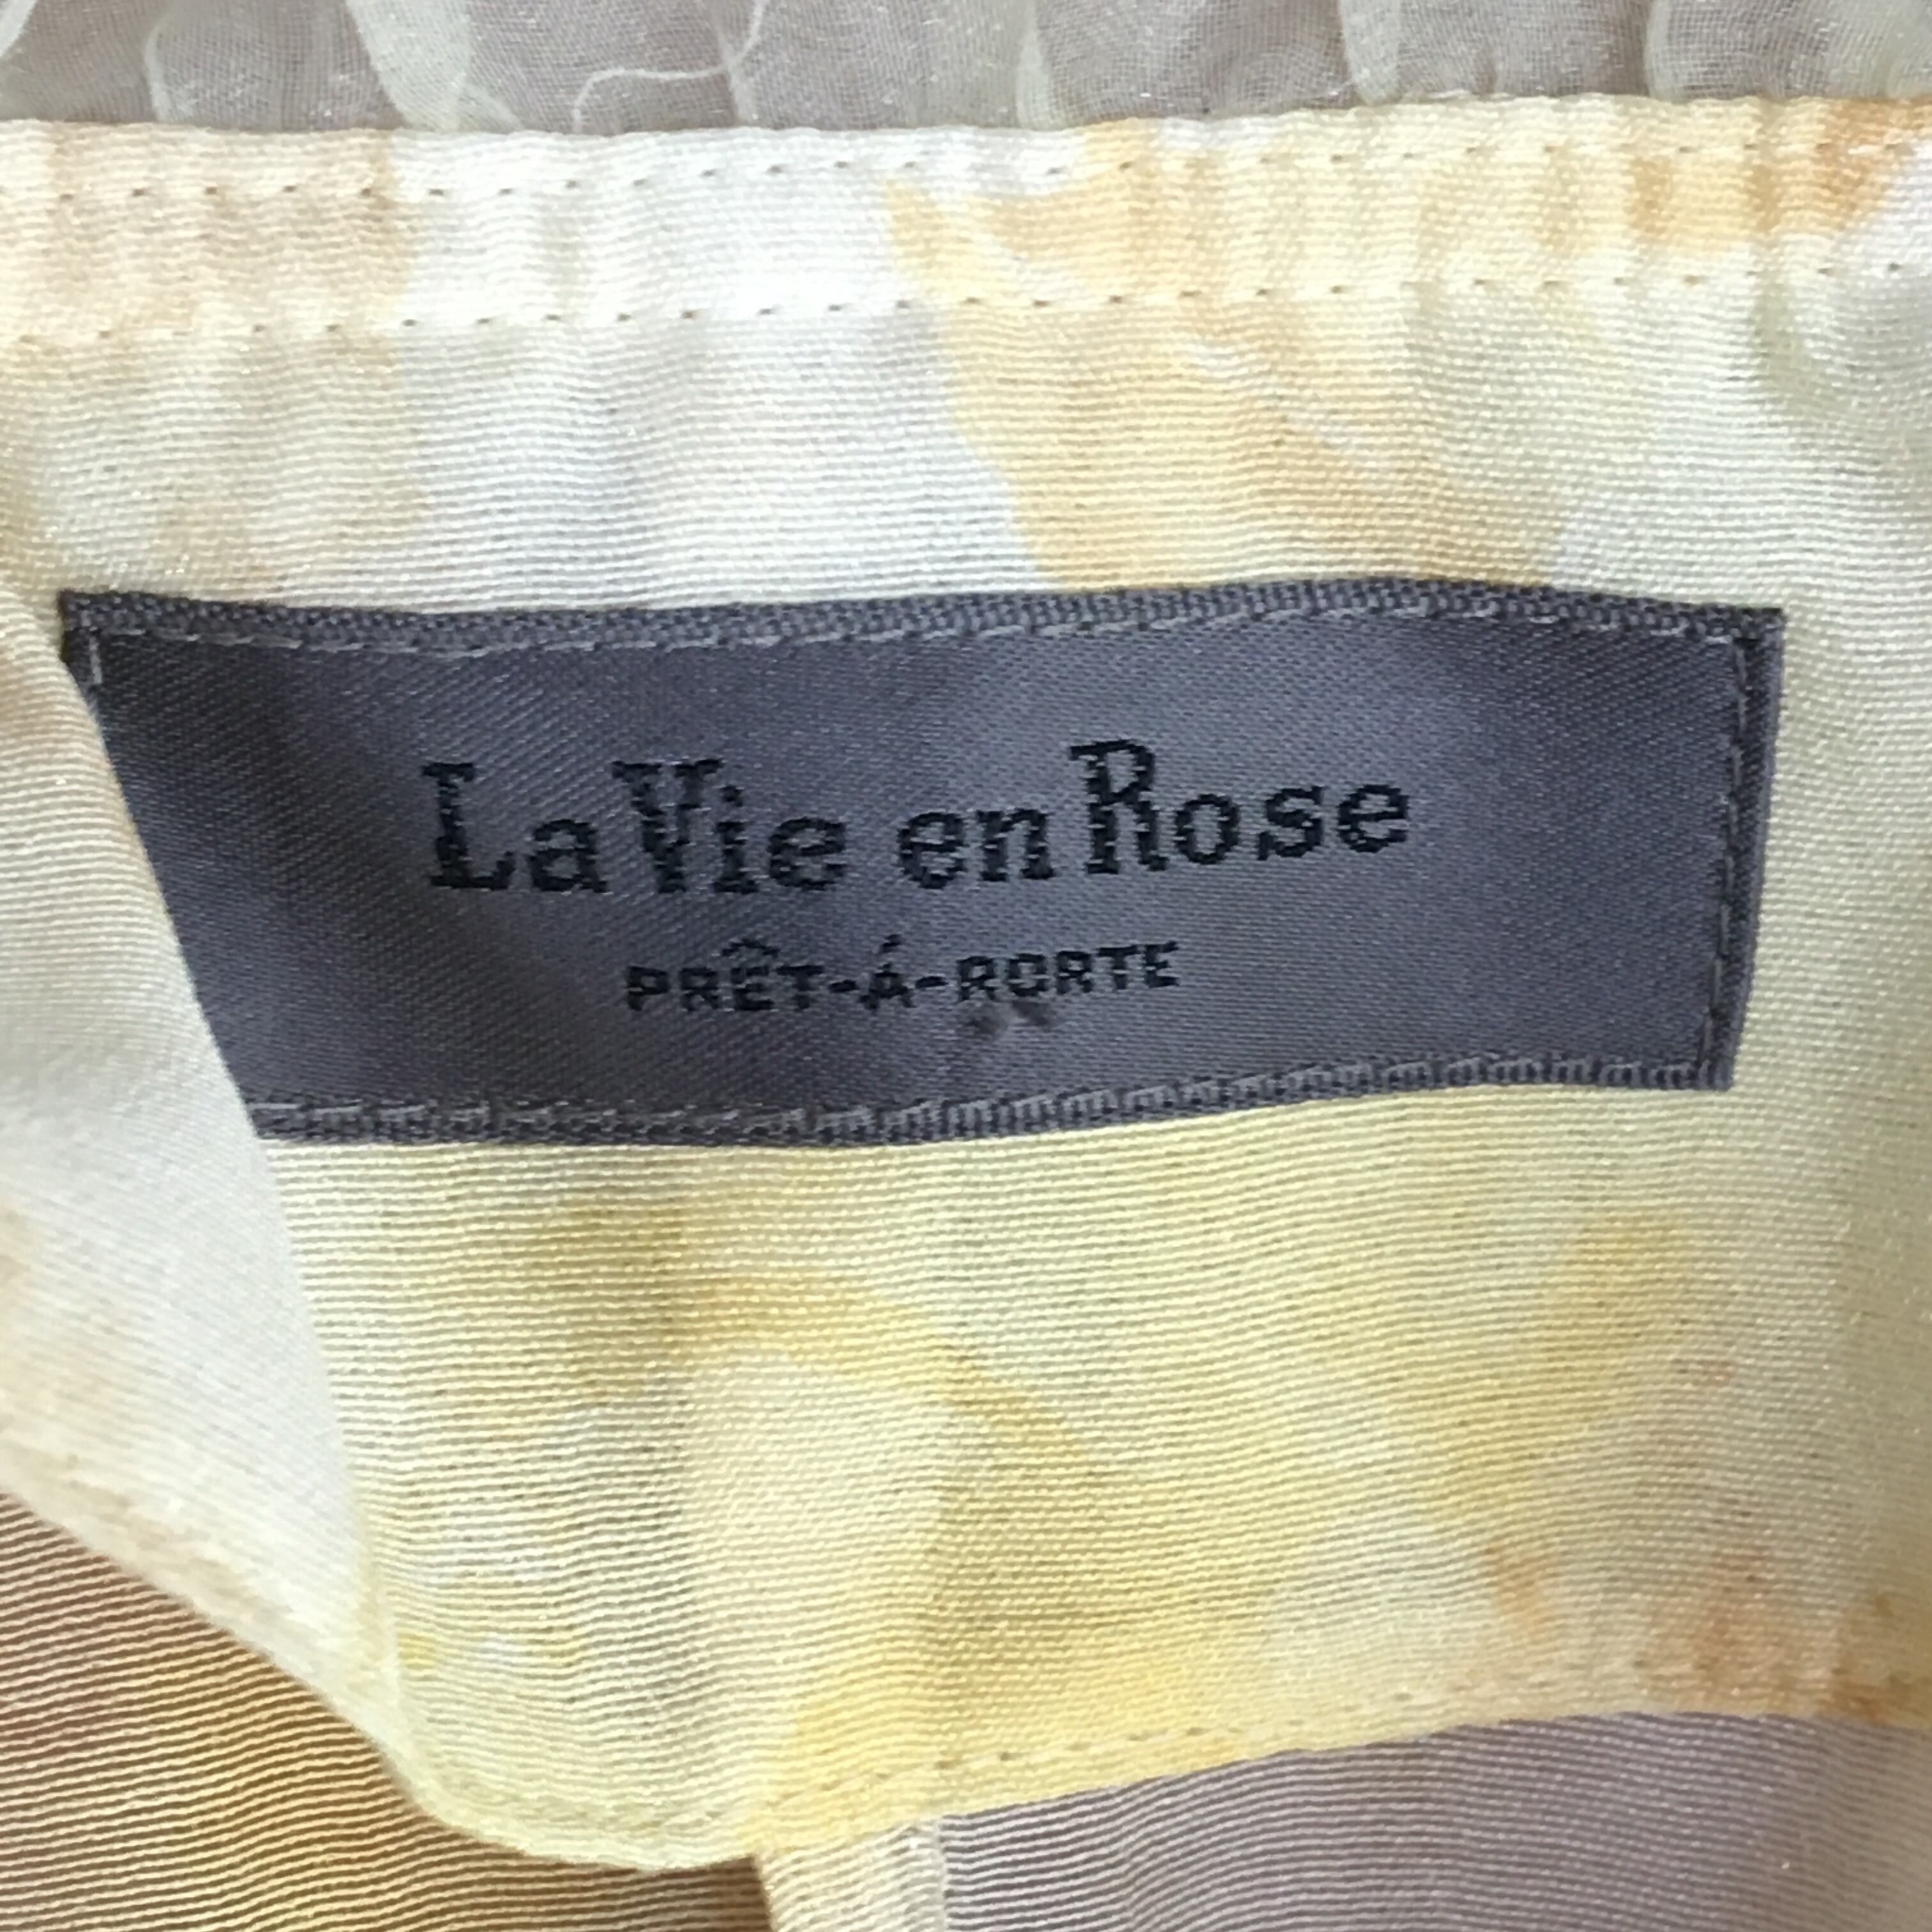 La Vie en Rose
PRÊT-Á-RORTE